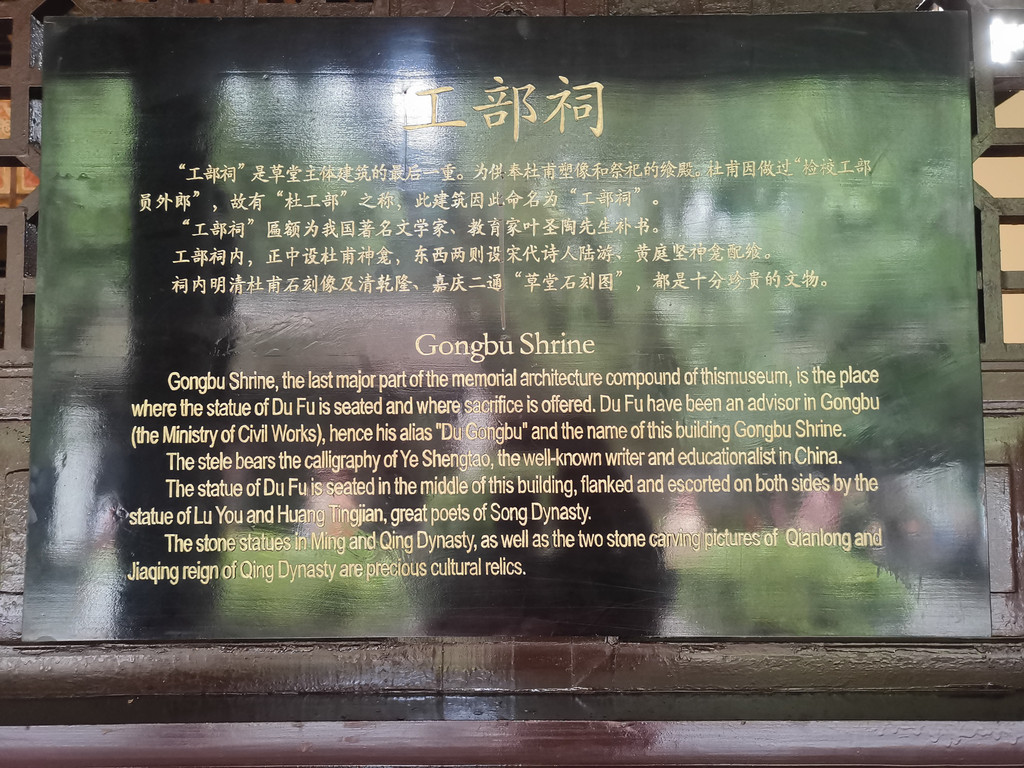 工部祠
“工部祠”是草堂主体建筑的最后一重。为供奉杜甫塑像和祭祀的飨殿。杜甫因做过“检校工部
员外郎”，故有“杜工部”之称，此建筑因此命名为“工部祠”。
“工部祠”匾额为我国著名文学家、教育家叶圣陶先生补书。
工部祠内，正中设杜甫神龛，东西两则设宋代诗人陆游、黄庭坚神龛配飨。
祠内明清杜甫石刻像及清乾隆、嘉庆二通“草堂石刻图”，都是十分珍贵的文物。
Gongbu Shrine
Gongbu Shrine, the last major part of the memorial architecture compound of thismuseum, is the place
where the statue of Du Fu is seated and where sacrifice is offered. Du Fu have been an advisor in Gongbu
(the Ministry of Civil Works), hence his alias "Du Gongbu" and the name of this building Gongbu Shrine.
The stele bears the calligraphy of Ye Shengtao, the well-known writer and educationalist in China.
The statue of Du Fu is seated in the middle of this building, flanked and escorted on both sides by the
statue of Lu You and Huang Tingjian, great poets of Song Dynasty.
The stone statues in Ming and Qing Dynasty, as well as the two stone carving pictures of Qianlong and
Jiaqing reign of Qing Dynasty are precious cultural relics.